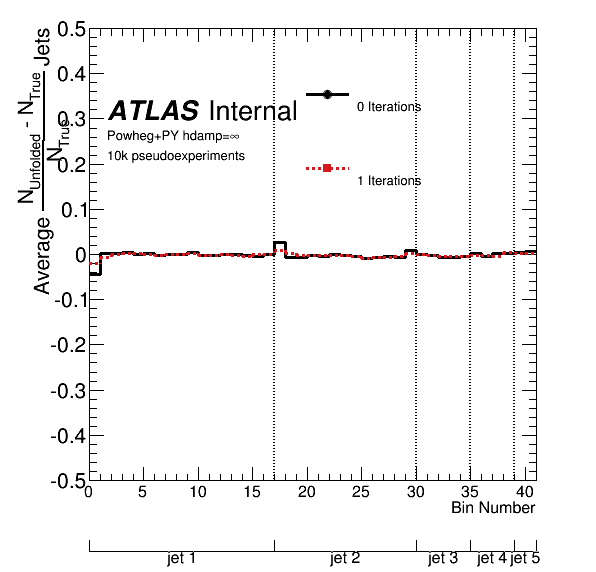 Average N_Unfolded - N_True / N_True Jets
0.5
0.4
0.3
0.2
0.1
0
-0.1
-0.2
-0.3
-0.4
-0.5
ATLAS Internal
Powheg+PY hdamp=∞
10k pseudoexperiments
0 Iterations
1 Iterations
0 5 10 15 20 25 30 35 40
Bin Number
jet 1 jet 2 jet 3 jet 4 jet 5